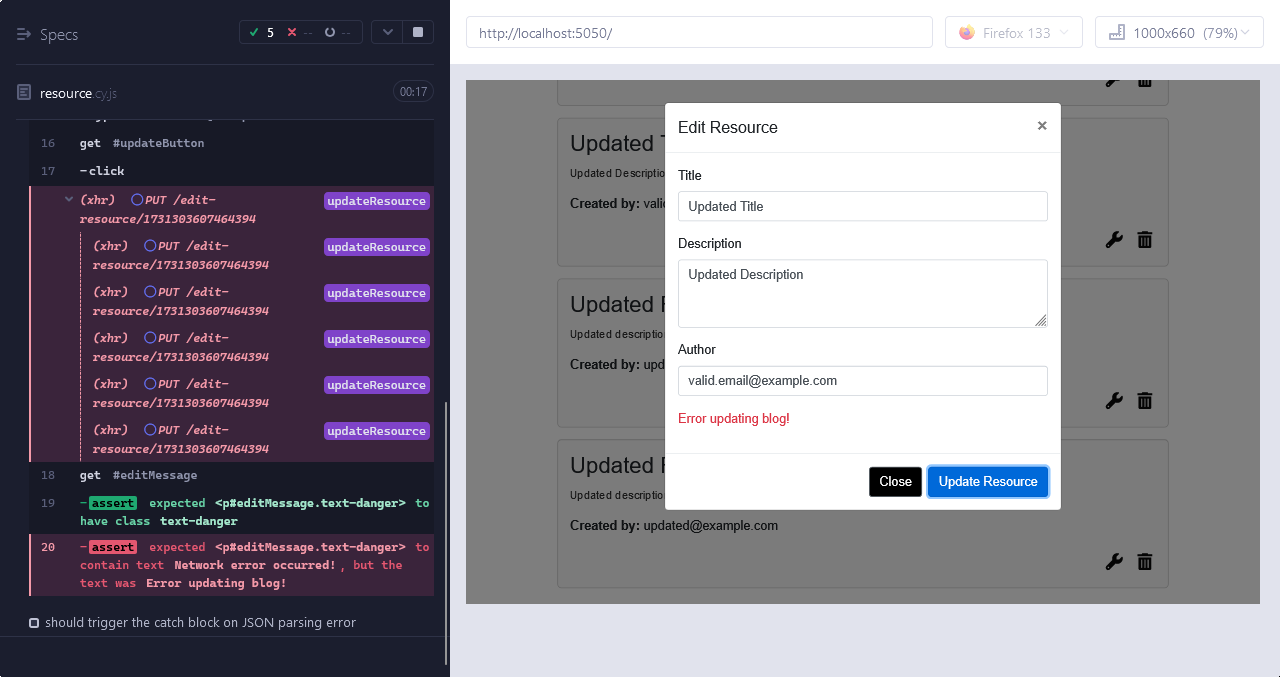 Specs
5 -- --
resource.cy.js 00:17
16 get #updateButton
17 -click
(xhr) PUT /edit- updateResource
resource/1731303607464394
(xhr) PUT /edit- updateResource
resource/1731303607464394
(xhr) PUT /edit- updateResource
resource/1731303607464394
(xhr) PUT /edit- updateResource
resource/1731303607464394
(xhr) PUT /edit- updateResource
resource/1731303607464394
(xhr) PUT /edit- updateResource
resource/1731303607464394
18 get #editMessage
19 -assert expected <p#editMessage.text-danger> to
have class text-danger
20 -assert expected <p#editMessage.text-danger> to
contain text Network error occurred!, but the
text was Error updating blog!
should trigger the catch block on JSON parsing error
http://localhost:5050/
Firefox 133
1000x660 (79%)
Updated
Updated Descriptio
Created by: vali
Updated
Updated descriptio
Created by: upd
Updated
Updated descriptio
Created by: updated@example.com
Edit Resource ×
Title
Updated Title
Description
Updated Description
Author
valid.email@example.com
Error updating blog!
Close Update Resource